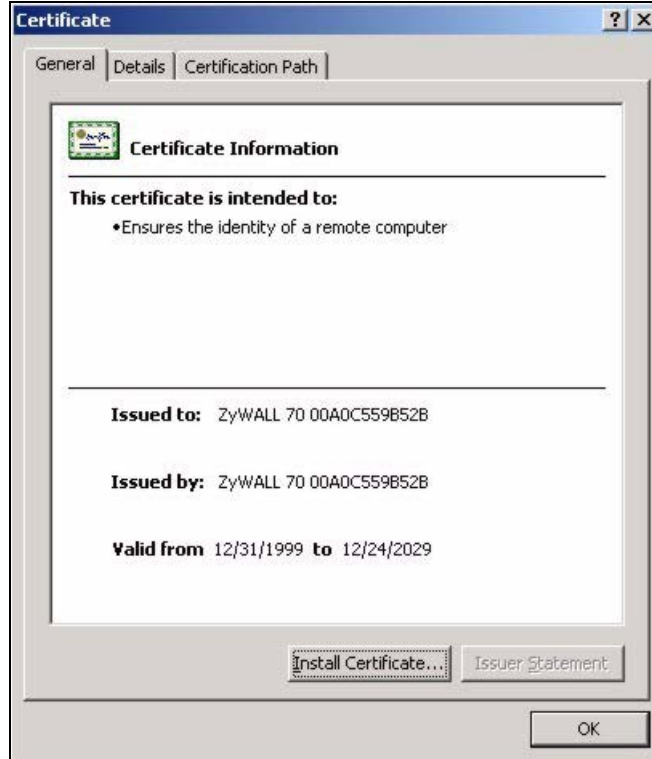 Certificate
General Details Certification Path
Certificate Information
This certificate is intended to:
•Ensures the identity of a remote computer
Issued to: ZyWALL 70 00A0C559B52B
Issued by: ZyWALL 70 00A0C559B52B
Valid from 12/31/1999 to 12/24/2029
Install Certificate... Issuer Statement
OK